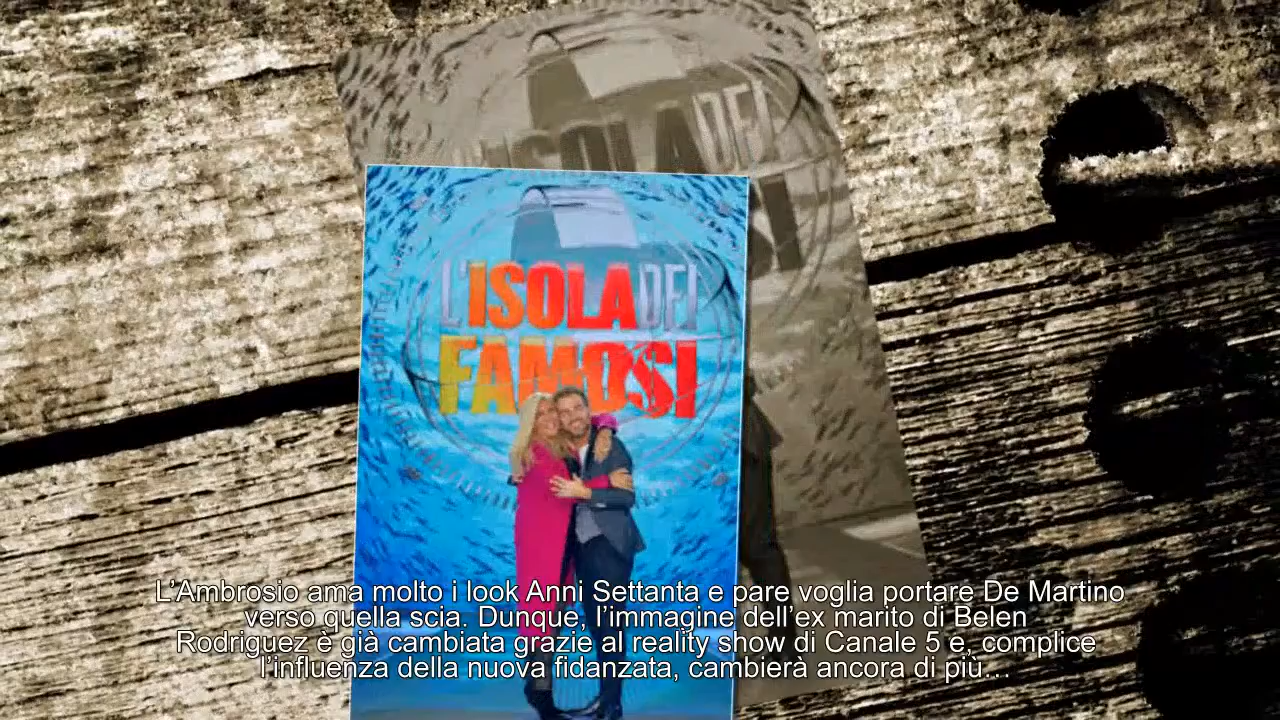 L'ISOLA DEI
L'ISOLA DEI
FAMOSI
L'Ambrosio ama molto i look Anni Settanta e pare voglia portare De Martino
verso quella scia. Dunque, l'immagine dell'ex marito di Belen
Rodriguez è già cambiata grazie al reality show di Canale 5 e, complice
l'influenza della nuova fidanzata, cambierà ancora di più…